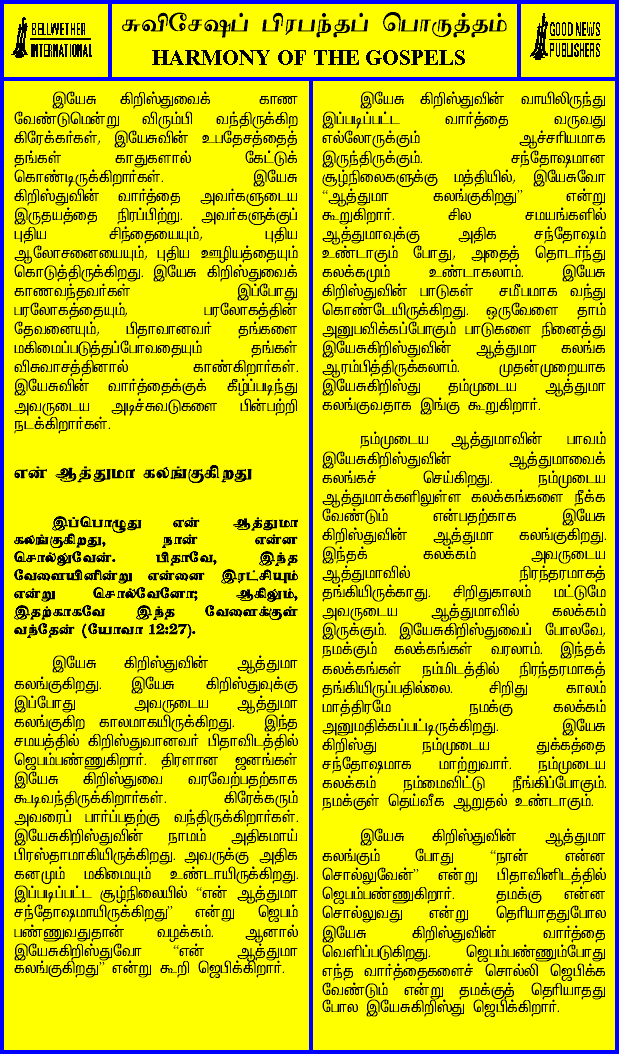 BELLWETHER
INTERNATIONAL
சுவிசேஷப் பிரபந்தப் பொருத்தம்
HARMONY OF THE GOSPELS
GOOD NEWS
PUBLISHERS
இயேசு கிறிஸ்துவைக் காண
வேண்டுமென்று விரும்பி வந்திருக்கிற
கிரேக்கர்கள், இயேசுவின் உபதேசத்தைத்
தங்கள் காதுகளால் கேட்டுக்
கொண்டிருக்கிறார்கள். இயேசு
கிறிஸ்துவின் வார்த்தை அவர்களுடைய
இருதயத்தை நிரப்பிற்று. அவர்களுக்குப்
புதிய சிந்தையையும், புதிய
ஆலோசனையையும், புதிய ஊழியத்தையும்
கொடுத்திருக்கிறது. இயேசு கிறிஸ்துவைக்
காணவந்தவர்கள் இப்போது
பரலோகத்தையும், பரலோகத்தின்
தேவனையும், பிதாவானவர் தங்களை
மகிமைப்படுத்தப்போவதையும் தங்கள்
விசுவாசத்தினால் காண்கிறார்கள்.
இயேசுவின் வார்த்தைக்குக் கீழ்ப்படிந்து
அவருடைய அடிச்சுவடுகளை பின்பற்றி
நடக்கிறார்கள்.
என் ஆத்துமா கலங்குகிறது
இப்பொழுது என் ஆத்துமா
கலங்குகிறது, நான் என்ன
சொல்லுவேன். பிதாவே, இந்த
வேளையினின்று என்னை இரட்சியும்
என்று சொல்வேனோ; ஆகிலும்,
இதற்காகவே இந்த வேளைக்குள்
வந்தேன் (யோவா 12:27).
இயேசு கிறிஸ்துவின் ஆத்துமா
கலங்குகிறது. இயேசு கிறிஸ்துவுக்கு
இப்போது அவருடைய ஆத்துமா
கலங்குகிற காலமாகயிருக்கிறது. இந்த
சமயத்தில் கிறிஸ்துவானவர் பிதாவிடத்தில்
ஜெபம்பண்ணுகிறார். திரளான ஜனங்கள்
இயேசு கிறிஸ்துவை வரவேற்பதற்காக
கூடிவந்திருக்கிறார்கள். கிரேக்கரும்
அவரைப் பார்ப்பதற்கு வந்திருக்கிறார்கள்.
இயேசுகிறிஸ்துவின் நாமம் அதிகமாய்
பிரஸ்தாமாகியிருக்கிறது. அவருக்கு அதிக
கனமும் மகிமையும் உண்டாயிருக்கிறது.
இப்படிப்பட்ட சூழ்நிலையில் “என் ஆத்துமா
சந்தோஷமாயிருக்கிறது” என்று ஜெபம்
பண்ணுவதுதான் வழக்கம். ஆனால்
இயேசுகிறிஸ்துவோ “என் ஆத்துமா
கலங்குகிறது” என்று கூறி ஜெபிக்கிறார்.
இயேசு கிறிஸ்துவின் வாயிலிருந்து
இப்படிப்பட்ட வார்த்தை வருவது
எல்லோருக்கும் ஆச்சரியமாக
இருந்திருக்கும். சந்தோஷமான
சூழ்நிலைகளுக்கு மத்தியில், இயேசுவோ
“ஆத்துமா கலங்குகிறது” என்று
கூறுகிறார். சில சமயங்களில்
ஆத்துமாவுக்கு அதிக சந்தோஷம்
உண்டாகும் போது, அதைத் தொடர்ந்து
கலக்கமும் உண்டாகலாம். இயேசு
கிறிஸ்துவின் பாடுகள் சமீபமாக வந்து
கொண்டேயிருக்கிறது. ஒருவேளை தாம்
அனுபவிக்கப்போகும் பாடுகளை நினைத்து
இயேசுகிறிஸ்துவின் ஆத்துமா கலங்க
ஆரம்பித்திருக்கலாம். முதன்முறையாக
இயேசுகிறிஸ்து தம்முடைய ஆத்துமா
கலங்குவதாக இங்கு கூறுகிறார்.
நம்முடைய ஆத்துமாவின் பாவம்
இயேசுகிறிஸ்துவின் ஆத்துமாவைக்
கலங்கச் செய்கிறது. நம்முடைய
ஆத்துமாக்களிலுள்ள கலக்கங்களை நீக்க
வேண்டும் என்பதற்காக இயேசு
கிறிஸ்துவின் ஆத்துமா கலங்குகிறது.
இந்தக் கலக்கம் அவருடைய
ஆத்துமாவில் நிரந்தரமாகத்
தங்கியிருக்காது. சிறிதுகாலம் மட்டுமே
அவருடைய ஆத்துமாவில் கலக்கம்
இருக்கும். இயேசுகிறிஸ்துவைப் போலவே,
நமக்கும் கலக்கங்கள் வரலாம். இந்தக்
கலக்கங்கள் நம்மிடத்தில் நிரந்தரமாகத்
தங்கியிருப்பதில்லை. சிறிது காலம்
மாத்திரமே நமக்கு கலக்கம்
அனுமதிக்கப்பட்டிருக்கிறது. இயேசு
கிறிஸ்து நம்முடைய துக்கத்தை
சந்தோஷமாக மாற்றுவார். நம்முடைய
கலக்கம் நம்மைவிட்டு நீங்கிப்போகும்.
நமக்குள் தெய்வீக ஆறுதல் உண்டாகும்.
இயேசு கிறிஸ்துவின் ஆத்துமா
கலங்கும் போது “நான் என்ன
சொல்லுவேன்” என்று பிதாவினிடத்தில்
ஜெபம்பண்ணுகிறார். தமக்கு என்ன
சொல்லுவது என்று தெரியாததுபோல
இயேசு கிறிஸ்துவின் வார்த்தை
வெளிப்படுகிறது. ஜெபம்பண்ணும்போது
எந்த வார்த்தைகளைச் சொல்லி ஜெபிக்க
வேண்டும் என்று தமக்குத் தெரியாதது
போல இயேசுகிறிஸ்து ஜெபிக்கிறார்.